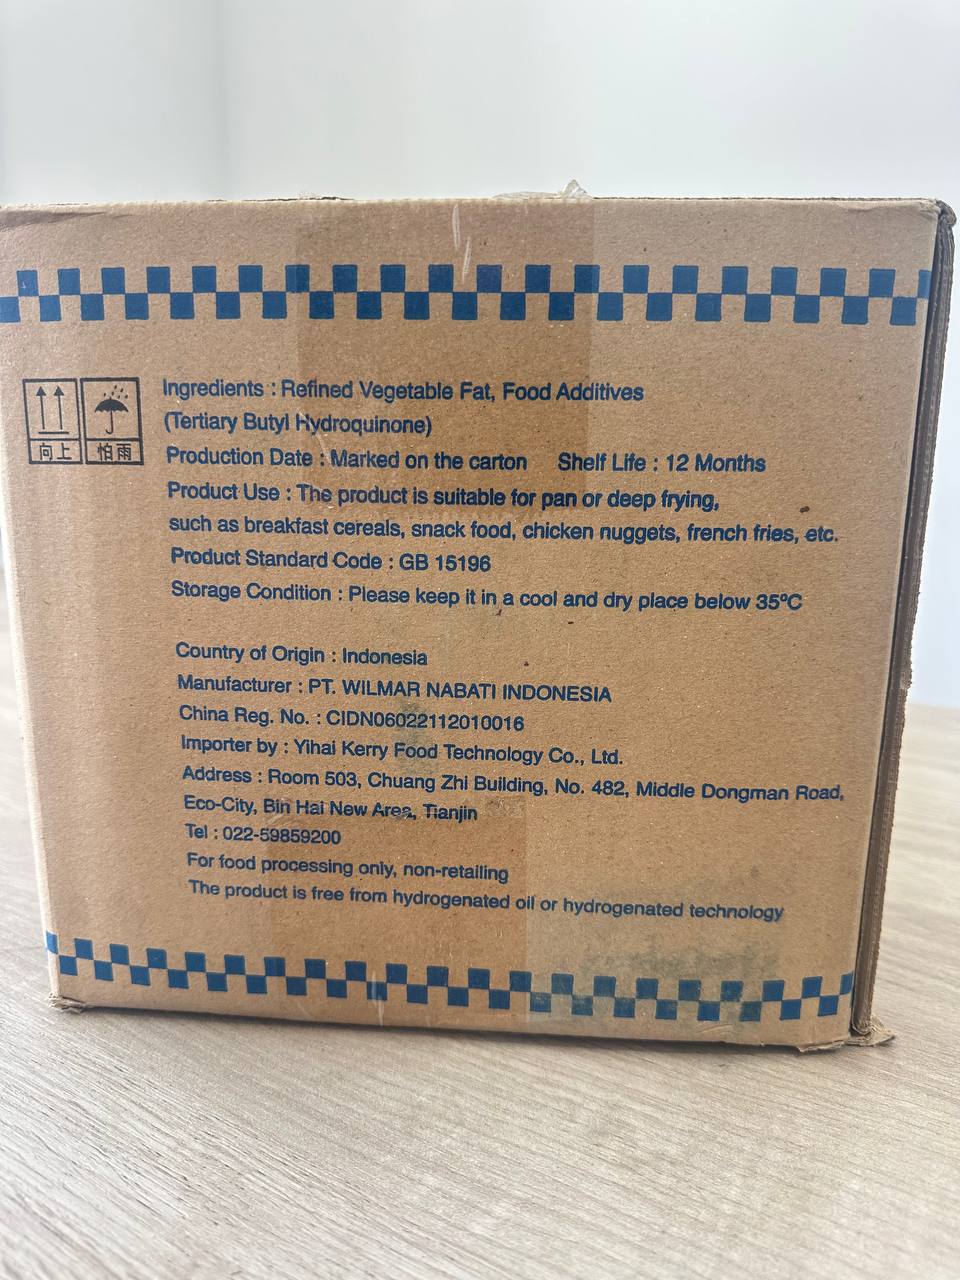 Ingredients : Refined Vegetable Fat, Food Additives
(Tertiary Butyl Hydroquinone)
Production Date : Marked on the carton Shelf Life : 12 Months
Product Use : The product is suitable for pan or deep frying,
such as breakfast cereals, snack food, chicken nuggets, french fries, etc.
Product Standard Code : GB 15196
Storage Condition : Please keep it in a cool and dry place below 35ºC
向上 怕雨
Country of Origin : Indonesia
Manufacturer : PT. WILMAR NABATI INDONESIA
China Reg. No. : CIDN06022112010016
Importer by : Yihai Kerry Food Technology Co., Ltd.
Address : Room 503, Chuang Zhi Building, No. 482, Middle Dongman Road,
Eco-City, Bin Hai New Area, Tianjin
Tel : 022-59859200
For food processing only, non-retailing
The product is free from hydrogenated oil or hydrogenated technology